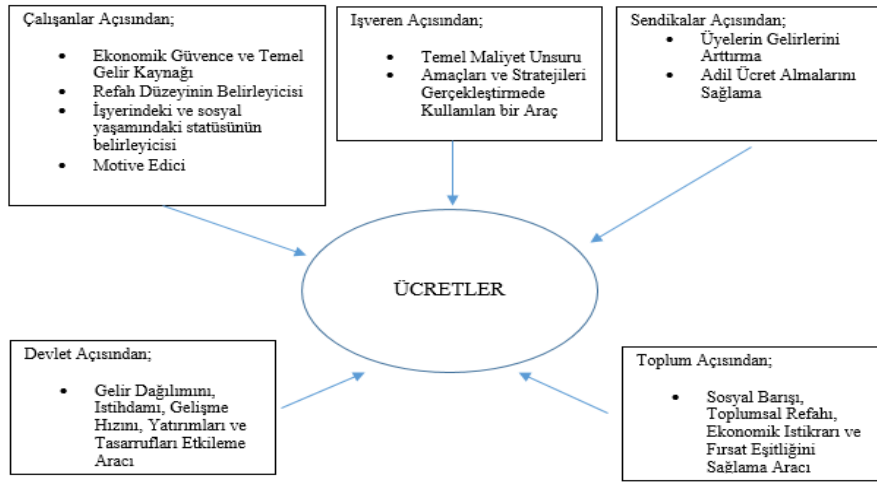 Çalışanlar Açısından;
• Ekonomik Güvence ve Temel
Gelir Kaynağı
• Refah Düzeyinin Belirleyicisi
• İşyerindeki ve sosyal
yaşamındaki statüsünün
belirleyicisi
• Motive Edici
Işveren Açısından;
• Temel Maliyet Unsuru
• Amaçları ve Stratejileri
Gerçekleştirmede
Kullanılan bir Araç
Sendikalar Açısından;
• Üyelerin Gelirlerini
Arttırma
• Adil Ücret Almalarını
Sağlama
ÜCRETLER
Devlet Açısından;
• Gelir Dağılımını,
Istihdamı, Gelişme
Hızını, Yatırımları ve
Tasarrufları Etkileme
Aracı
Toplum Açısından;
• Sosyal Barışı,
Toplumsal Refahı,
Ekonomik Istikrarı ve
Fırsat Eşitliğini
Sağlama Aracı